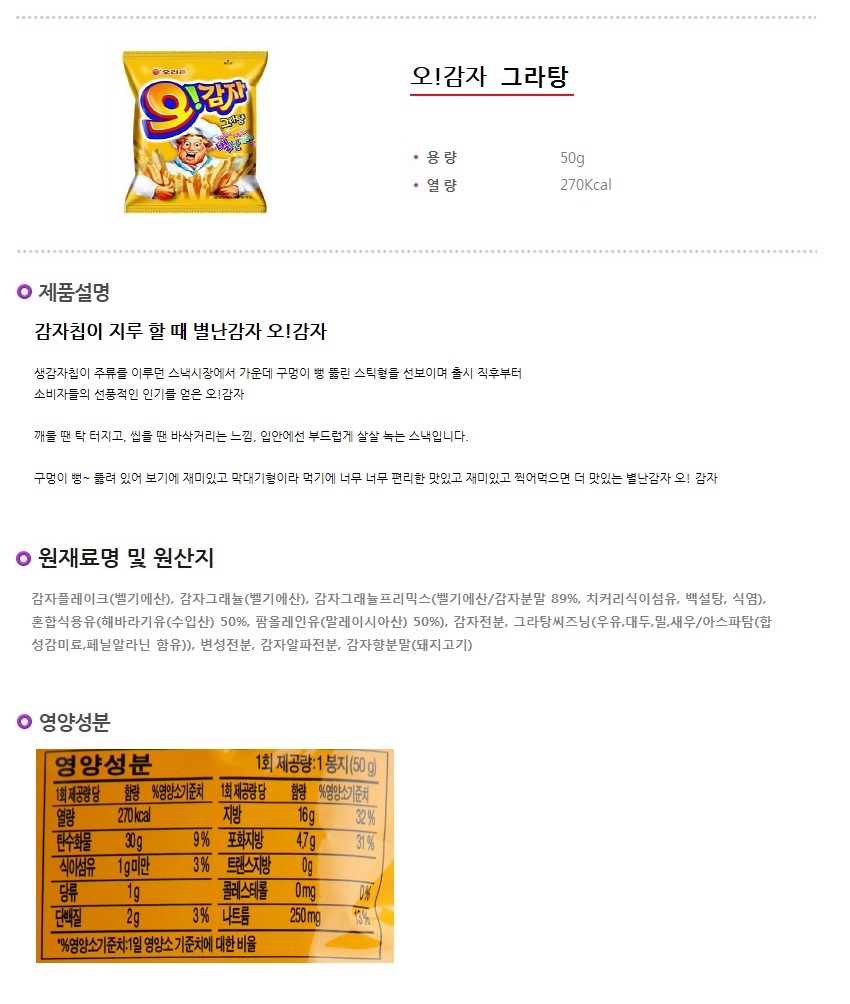 오리온
오!감자
그라탕
오!감자 그라탕
• 용 량 50g
• 열 량 270Kcal
제품설명
감자칩이 지루 할 때 별난감자 오!감자
생감자칩이 주류를 이루던 스낵시장에서 가운데 구멍이 뻥 뚫린 스틱형을 선보이며 출시 직후부터
소비자들의 선풍적인 인기를 얻은 오!감자
깨물 땐 탁 터지고, 씹을 땐 바삭거리는 느낌, 입안에선 부드럽게 살살 녹는 스낵입니다.
구멍이 뻥~ 뚫려 있어 보기에 재미있고 막대기형이라 먹기에 너무 너무 편리한 맛있고 재미있고 찍어먹으면 더 맛있는 별난감자 오! 감자
원재료명 및 원산지
감자플레이크(벨기에산), 감자그래뉼(벨기에산), 감자그래뉼프리믹스(벨기에산/감자분말 89%, 치커리식이섬유, 백설탕, 식염),
혼합식용유(해바라기유(수입산) 50%, 팜올레인유(말레이시아산) 50%), 감자전분, 그라탕씨즈닝(우유,대두,밀,새우/아스파탐(합
성감미료,페닐알라닌 함유)), 변성전분, 감자알파전분, 감자향분말(돼지고기)
영양성분
영양성분 1회 제공량:1봉지(50g)
1회 제공량당 함량 %영양소기준치 1회 제공량당 함량 %영양소기준치
열량 270kcal 지방 16g 32%
탄수화물 30g 9% 포화지방 4.7g 31%
식이섬유 1g미만 3% 트랜스지방 0g
당류 1g 콜레스테롤 0mg 0%
단백질 2g 3% 나트륨 250mg 13%
*%영양소기준치:1일 영양소 기준치에 대한 비율